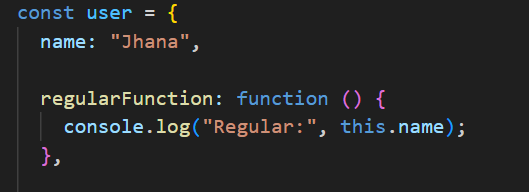 const user = {
name: "Jhana",
regularFunction: function () {
console.log("Regular:", this.name);
},